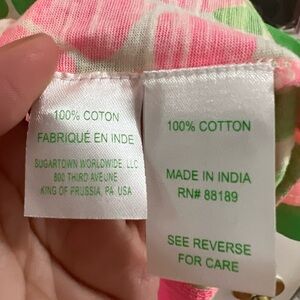 100% COTON
FABRIQUÉ EN INDE
SUGARTOWN WORLDWIDE, LLC
800 THIRD AVEUNE
KING OF PRUSSIA, PA USA
100% COTTON
MADE IN INDIA
RN# 88189
SEE REVERSE
FOR CARE